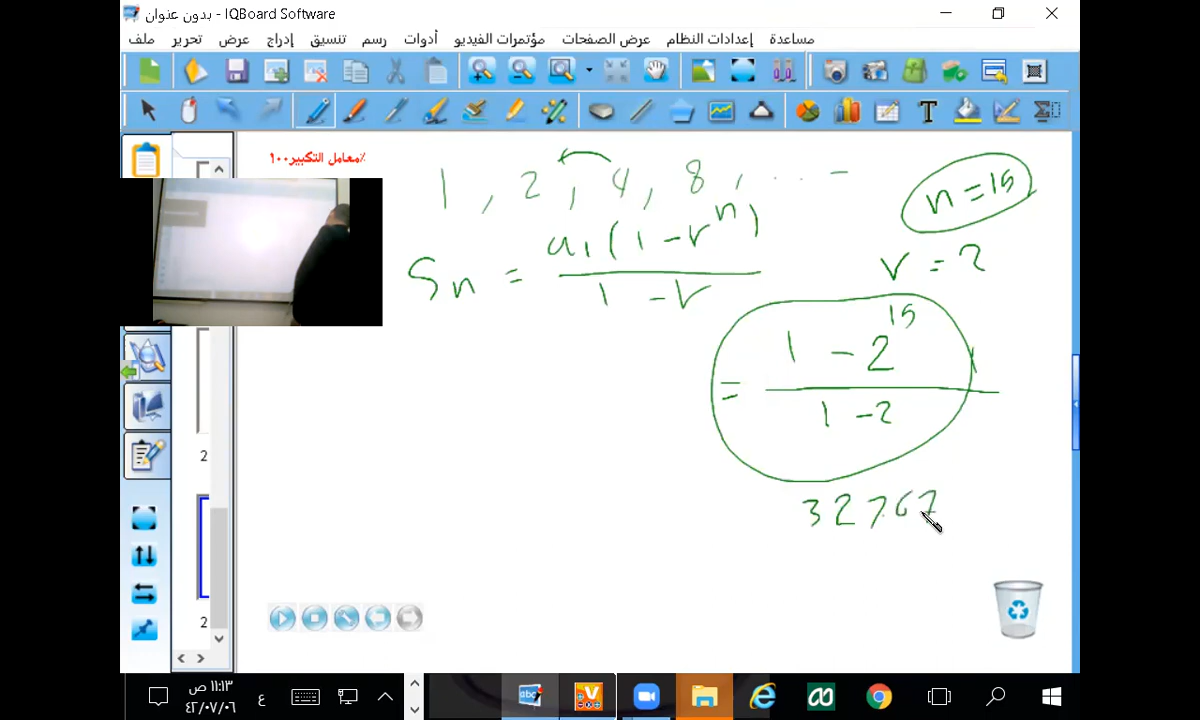 بدون عنوان - IQBoard Software
ملف تحرير عرض إدراج تنسيق رسم أدوات مؤتمرات الفيديو عرض الصفحات إعدادات النظام مساعدة
معامل التكبير١٠٠٪
1 , 2 , 4 , 8 , . . . -
n = 15
Sn = a1 ( 1 - r^n ) / 1 - r
r = 2
= 1 - 2^15 / 1 - 2
32767
2
2
١١:١٣ ص
٤٢/٠٧/٠٦
ع